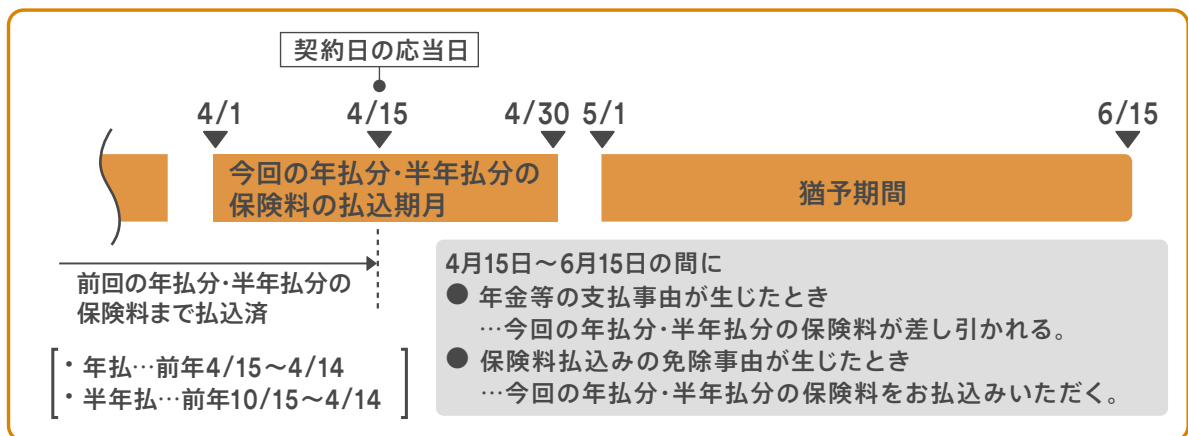 契約日の応当日
4/1 4/15 4/30 5/1 6/15
今回の年払分・半年払分の
保険料の払込期月
猶予期間
前回の年払分・半年払分の
保険料まで払込済
・年払…前年4/15～4/14
・半年払…前年10/15～4/14
4月15日～6月15日の間に
● 年金等の支払事由が生じたとき
…今回の年払分・半年払分の保険料が差し引かれる。
● 保険料払込みの免除事由が生じたとき
…今回の年払分・半年払分の保険料をお払込みいただく。